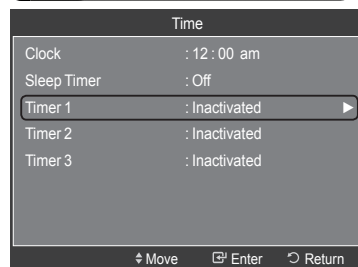 Time
Clock : 12 : 00 am
Sleep Timer : Off
Timer 1 : Inactivated
Timer 2 : Inactivated
Timer 3 : Inactivated
Move Enter Return